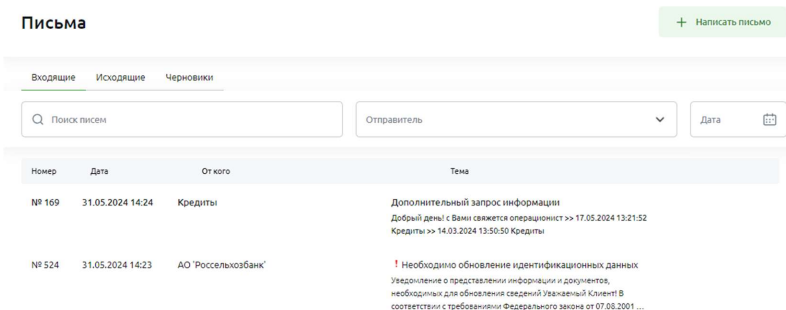 Письма
+ Написать письмо
Входящие Исходящие Черновики
Поиск писем
Отправитель
Дата
Номер Дата От кого Тема
№ 169 31.05.2024 14:24 Кредиты Дополнительный запрос информации
Добрый день! с Вами свяжется операционист >> 17.05.2024 13:21:52
Кредиты >> 14.03.2024 13:50:50 Кредиты
№ 524 31.05.2024 14:23 АО 'Россельхозбанк' ! Необходимо обновление идентификационных данных
Уведомление о представлении информации и документов,
необходимых для обновления сведений Уважаемый Клиент! В
соответствии с требованиями Федерального закона от 07.08.2001 ...